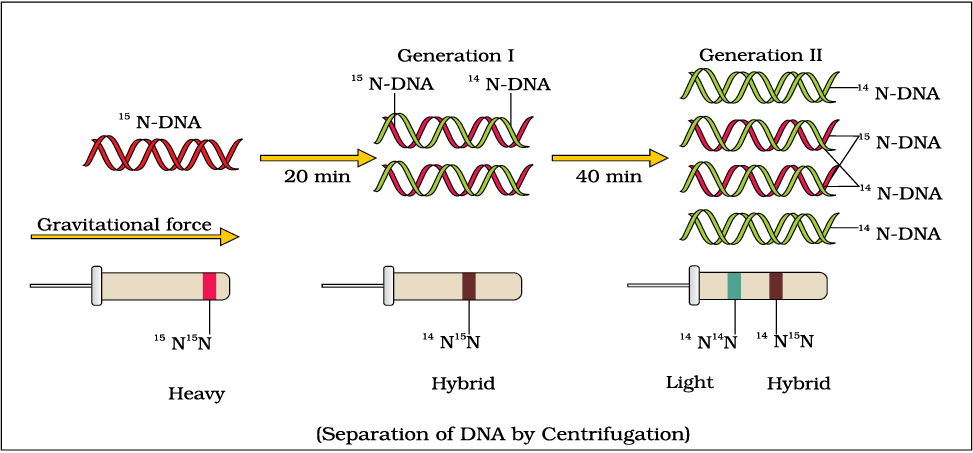 Generation I
Generation II
¹⁵ N-DNA
¹⁴ N-DNA
¹⁴ N-DNA
¹⁵ N-DNA
¹⁵ N-DNA
20 min
40 min
¹⁴ N-DNA
Gravitational force
¹⁴ N-DNA
¹⁵ N¹⁵N
¹⁴ N¹⁵N
¹⁴ N¹⁴N
¹⁴ N¹⁵N
Heavy
Hybrid
Light
Hybrid
(Separation of DNA by Centrifugation)